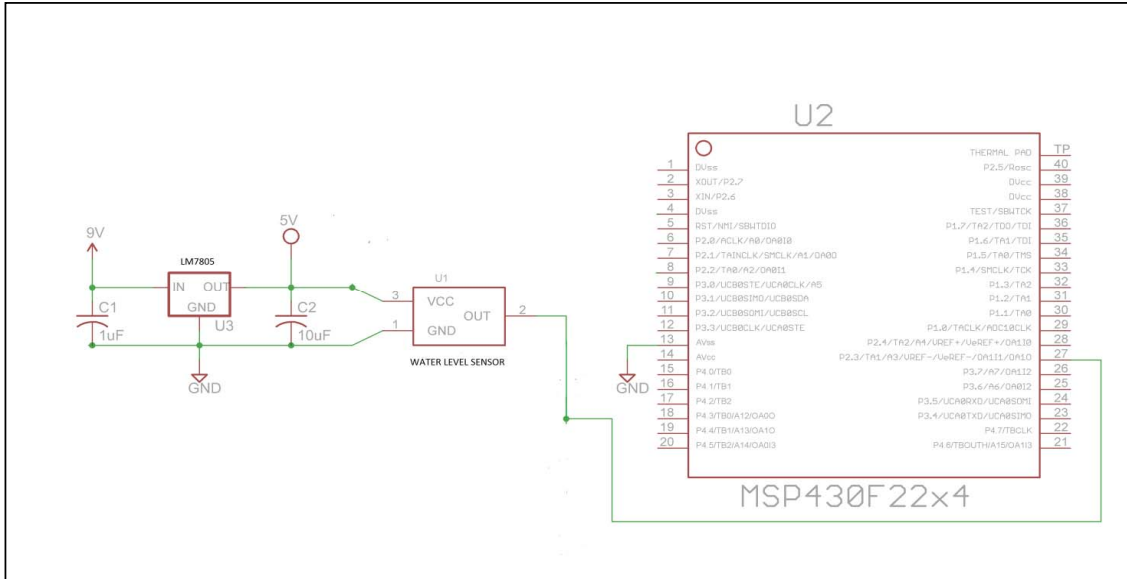 9V
C1
1uF
LM7805
IN OUT
GND
U3
GND
5V
C2
10uF
U1
3
VCC
1
GND
OUT
2
WATER LEVEL SENSOR
U2
1 DVss
2 XOUT/P2.7
3 XIN/P2.6
4 DVss
5 RST/NMI/SBWTDIO
6 P2.0/ACLK/A0/OA0I0
7 P2.1/TAINCLK/SMCLK/A1/OA0O
8 P2.2/TA0/A2/OA0I1
9 P3.0/UCB0STE/UCA0CLK/A5
10 P3.1/UCB0SIMO/UCB0SDA
11 P3.2/UCB0SOMI/UCB0SCL
12 P3.3/UCB0CLK/UCA0STE
13 AVss
14 AVcc
15 P4.0/TB0
16 P4.1/TB1
17 P4.2/TB2
18 P4.3/TB0/A12/OA0O
19 P4.4/TB1/A13/OA1O
20 P4.5/TB2/A14/OA0I3
GND
THERMAL PAD TP
P2.5/Rosc 40
DVcc 39
DVcc 38
TEST/SBWTCK 37
P1.7/TA2/TDO/TDI 36
P1.6/TA1/TDI 35
P1.5/TA0/TMS 34
P1.4/SMCLK/TCK 33
P1.3/TA2 32
P1.2/TA1 31
P1.1/TA0 30
P1.0/TACLK/ADC10CLK 29
P2.4/TA2/A4/VREF+/VeREF+/OA1I0 28
P2.3/TA1/A3/VREF-/VeREF-/OA1I1/OA1O 27
P3.7/A7/OA1I2 26
P3.6/A6/OA0I2 25
P3.5/UCA0RXD/UCA0SOMI 24
P3.4/UCA0TXD/UCA0SIMO 23
P4.7/TBCLK 22
P4.6/TBOUTH/A15/OA1I3 21
MSP430F22x4